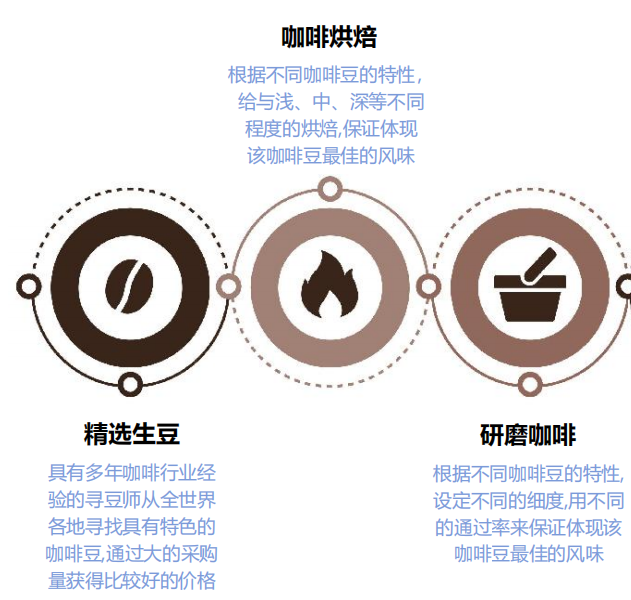 咖啡烘焙
根据不同咖啡豆的特性，
给与浅、中、深等不同
程度的烘焙,保证体现
该咖啡豆最佳的风味
精选生豆
具有多年咖啡行业经
验的寻豆师从全世界
各地寻找具有特色的
咖啡豆,通过大的采购
量获得比较好的价格
研磨咖啡
根据不同咖啡豆的特性,
设定不同的细度,用不同
的通过率来保证体现该
咖啡豆最佳的风味